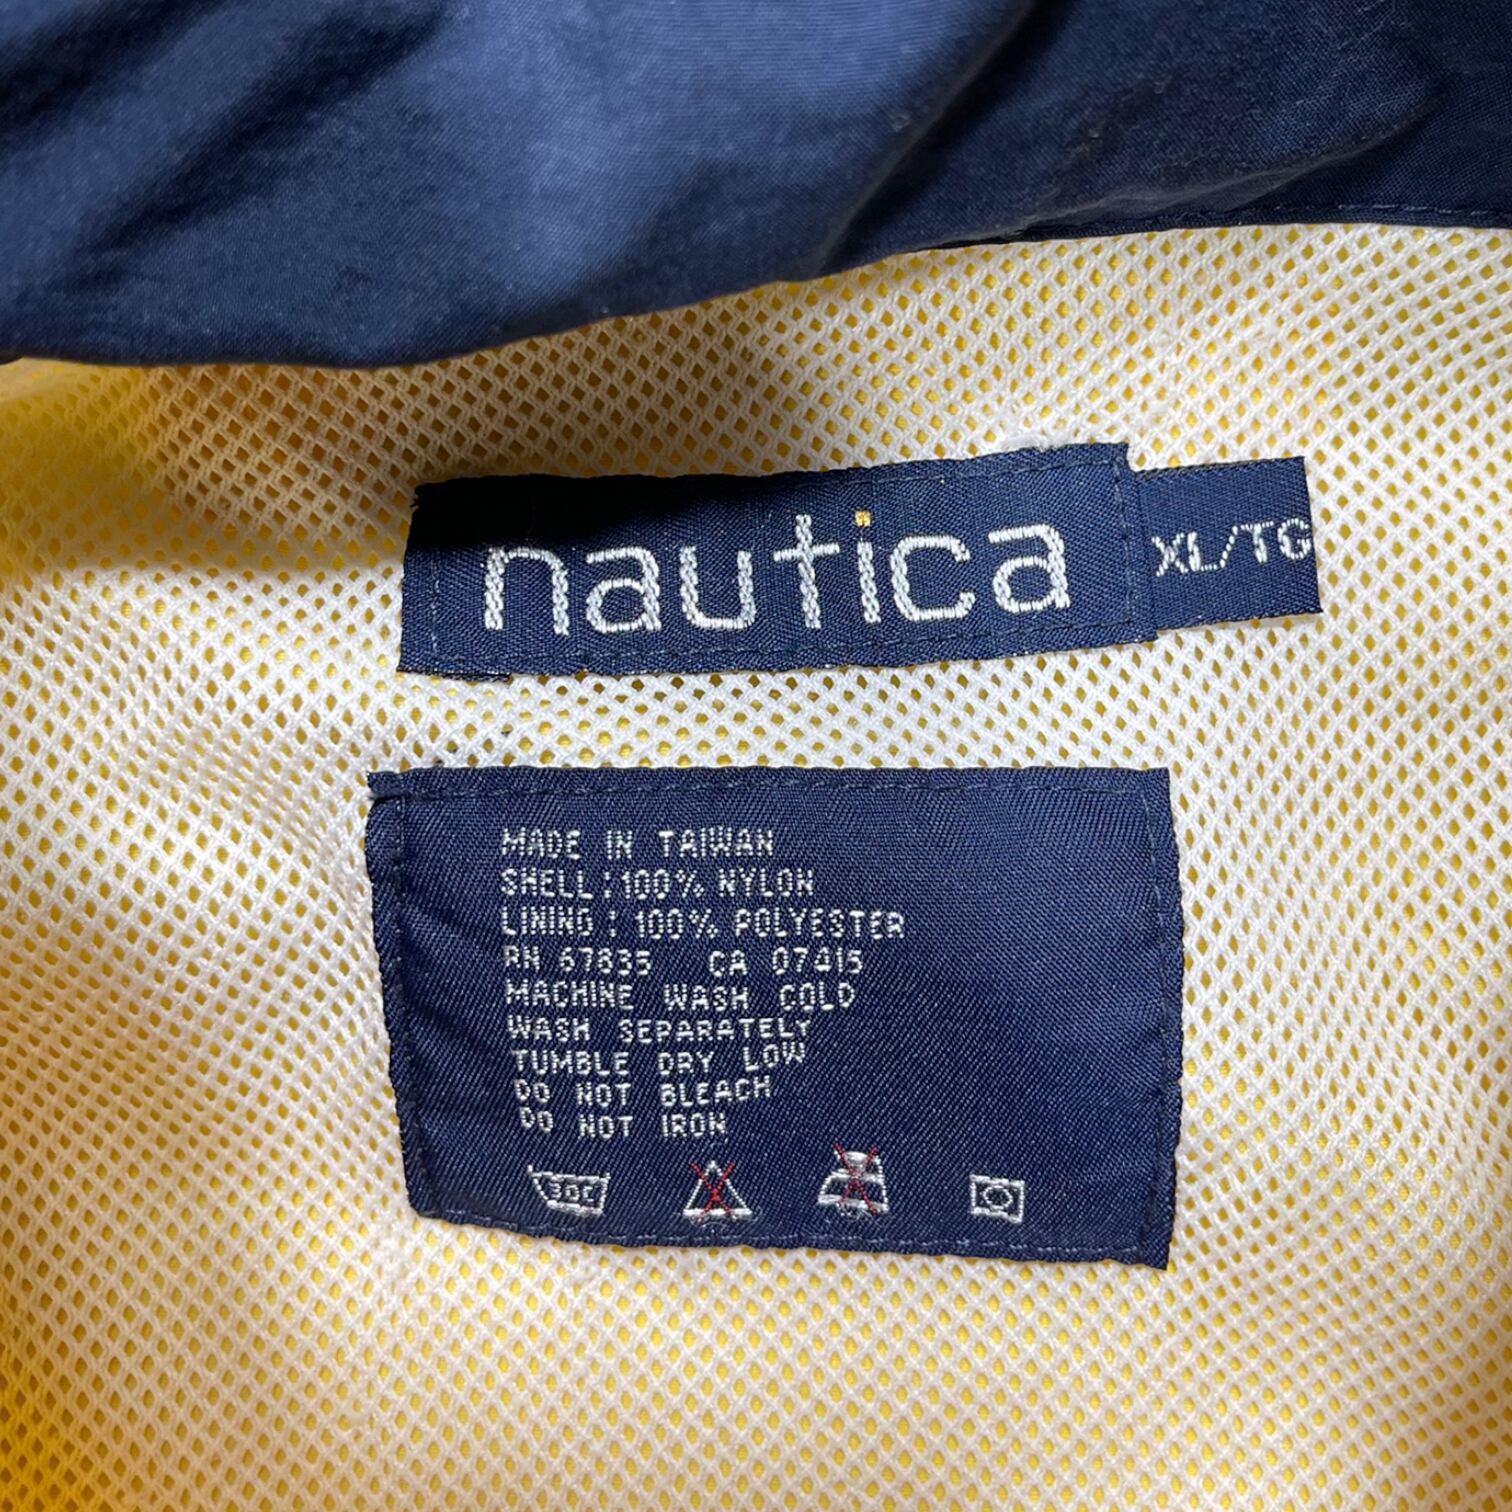 nautica
XL/TG
MADE IN TAIWAN
SHELL:100% NYLON
LINING: 100% POLYESTER
RN 67835 CA 07415
MACHINE WASH COLD
WASH SEPARATELY
TUMBLE DRY LOW
DO NOT BLEACH
DO NOT IRON
30C